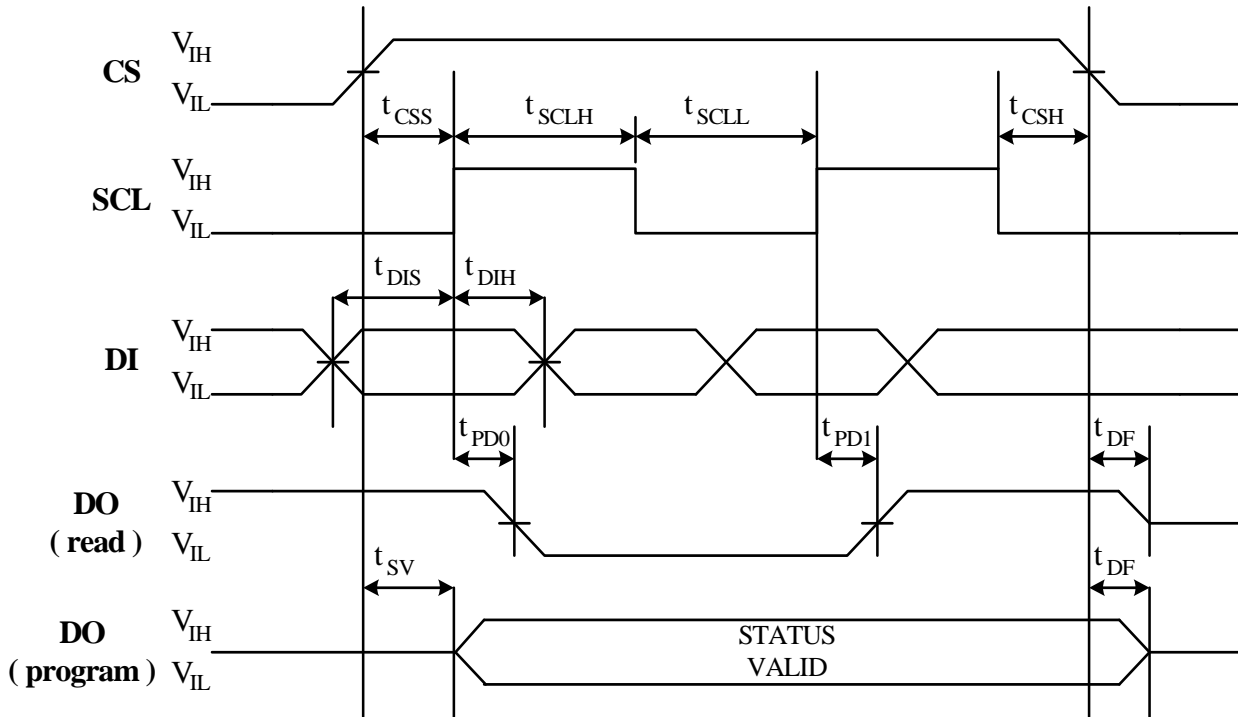 CS
V_IH
V_IL
t_CSS
t_SCLH
t_SCLL
t_CSH
SCL
V_IH
V_IL
t_DIS
t_DIH
DI
V_IH
V_IL
t_PD0
t_PD1
t_DF
DO
( read )
V_IH
V_IL
t_SV
t_DF
DO
( program )
V_IH
V_IL
STATUS
VALID